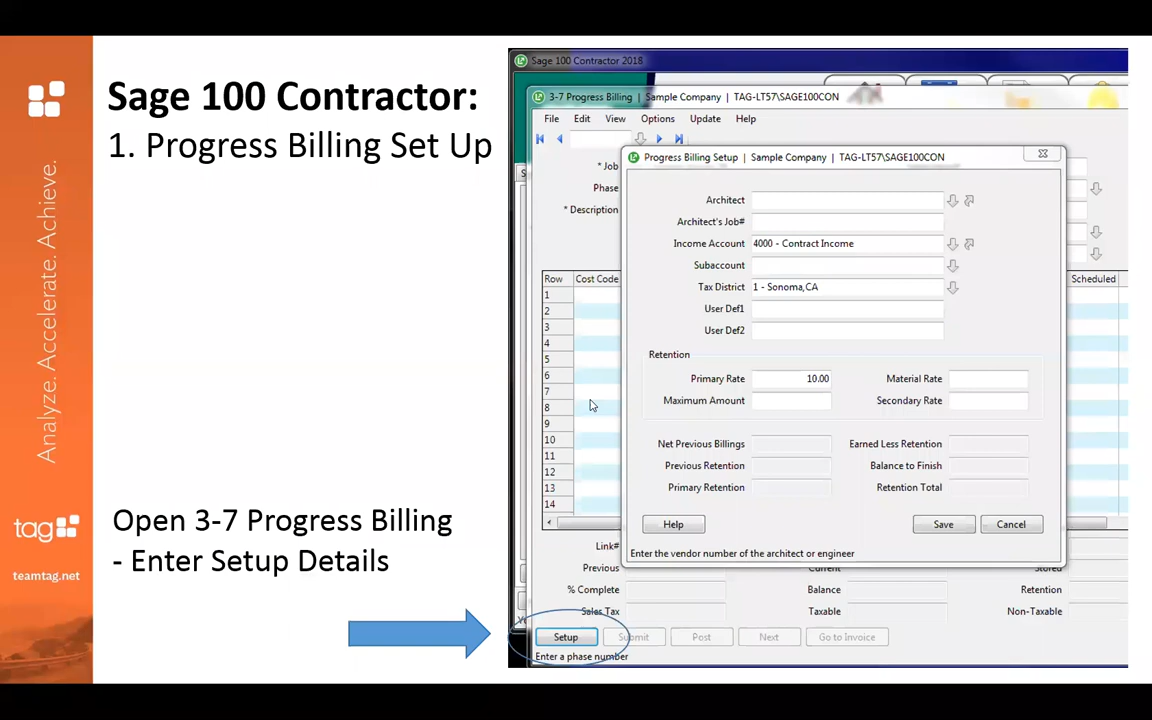 Sage 100 Contractor:
1. Progress Billing Set Up
Analyze. Accelerate. Achieve.
tag
teamtag.net
Open 3-7 Progress Billing
- Enter Setup Details
Sage 100 Contractor 2018
3-7 Progress Billing | Sample Company | TAG-LT57\SAGE100CON
File Edit View Options Update Help
* Job
Phase
* Description
Row Cost Code Scheduled
1
2
3
4
5
6
7
8
9
10
11
12
13
14
Progress Billing Setup | Sample Company | TAG-LT57\SAGE100CON
Architect
Architect's Job#
Income Account 4000 - Contract Income
Subaccount
Tax District 1 - Sonoma,CA
User Def1
User Def2
Retention
Primary Rate 10.00 Material Rate
Maximum Amount Secondary Rate
Net Previous Billings Earned Less Retention
Previous Retention Balance to Finish
Primary Retention Retention Total
Help Save Cancel
Enter the vendor number of the architect or engineer
Link#
Previous Current Stored
% Complete Balance Retention
Sales Tax Taxable Non-Taxable
Setup Submit Post Next Go to Invoice
Enter a phase number